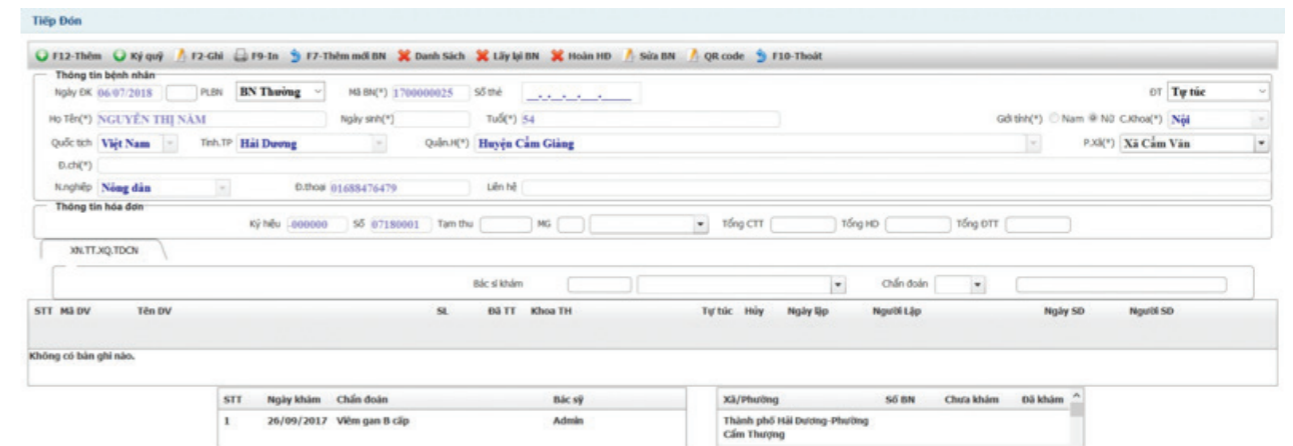 Tiếp Đón
F12-Thêm Ký quỹ F2-Ghi F9-In F7-Thêm mới BN Danh Sách Lấy lại BN Hoàn HĐ Sửa BN QR code F10-Thoát
Thông tin bệnh nhân
Ngày ĐK 06/07/2018 PLBN BN Thường Mã BN(*) 1700000025 Số thẻ _._._._._.____ ĐT Tự túc
Họ Tên(*) NGUYỄN THỊ NĂM Ngày sinh(*) Tuổi(*) 54 Giới tính(*) Nam Nữ C.Khoa(*) Nội
Quốc tịch Việt Nam Tỉnh.TP Hải Dương Quận.H(*) Huyện Cẩm Giàng P.Xã(*) Xã Cẩm Văn
Đ.chỉ(*)
N.nghiệp Nông dân Đ.thoại 01688476479 Liên hệ
Thông tin hóa đơn
Ký hiệu -000000 Số 07180001 Tạm thu MG Tổng CTT Tổng HD Tổng ĐTT
XN.TT.XQ.TDCN
Bác sĩ khám Chẩn đoán
STT Mã DV Tên DV SL Đã TT Khoa TH Tự túc Hủy Ngày lập Người Lập Ngày SD Người SD
Không có bản ghi nào.
STT Ngày khám Chẩn đoán Bác sỹ Xã/Phường Số BN Chưa khám Đã khám
1 26/09/2017 Viêm gan B cấp Admin Thành phố Hải Dương-Phường
Cẩm Thượng